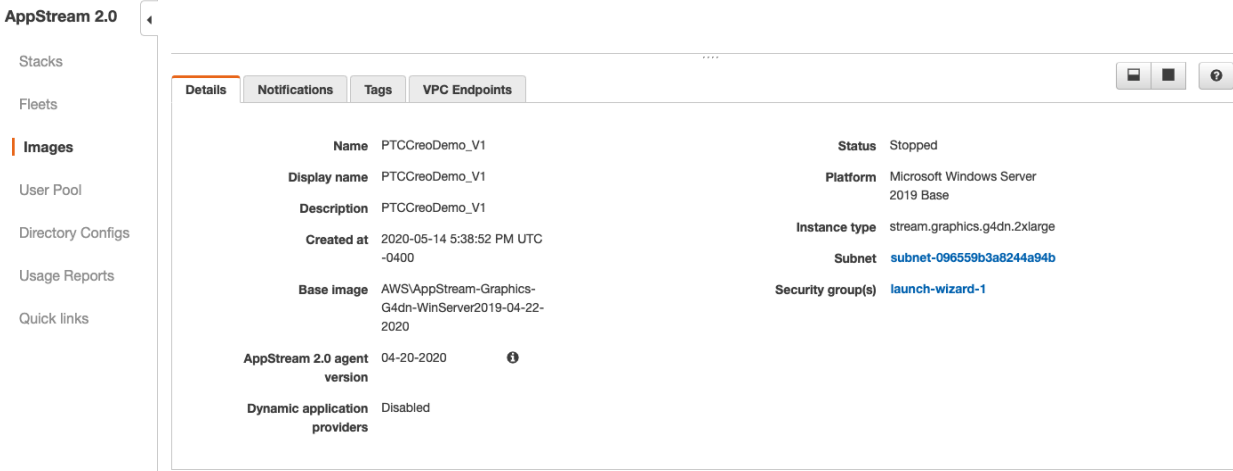 AppStream 2.0
Stacks
Fleets
Images
User Pool
Directory Configs
Usage Reports
Quick links
Details Notifications Tags VPC Endpoints
Name PTCCreoDemo_V1
Display name PTCCreoDemo_V1
Description PTCCreoDemo_V1
Created at 2020-05-14 5:38:52 PM UTC
-0400
Base image AWS\AppStream-Graphics-
G4dn-WinServer2019-04-22-
2020
AppStream 2.0 agent 04-20-2020
version
Dynamic application Disabled
providers
Status Stopped
Platform Microsoft Windows Server
2019 Base
Instance type stream.graphics.g4dn.2xlarge
Subnet subnet-096559b3a8244a94b
Security group(s) launch-wizard-1